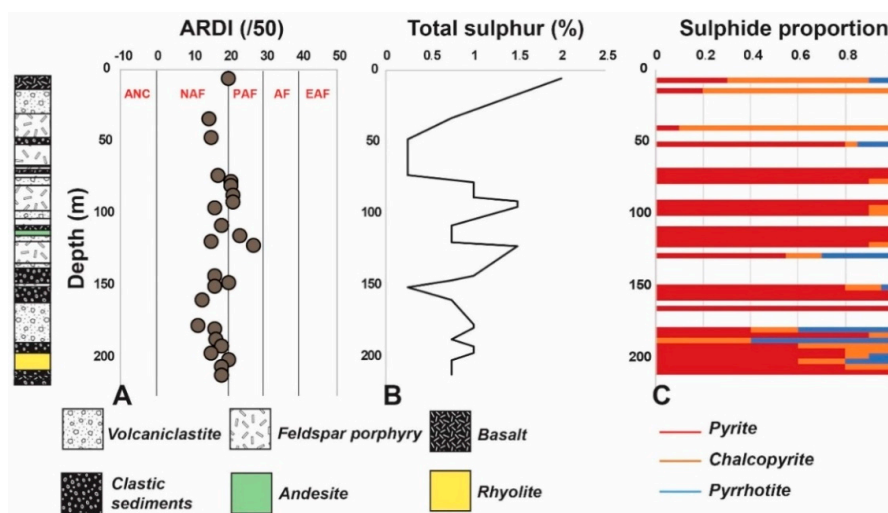 ARDI (/50)
Total sulphur (%)
Sulphide proportion
-10 0 10 20 30 40 50
0.5 1 1.5 2 2.5
0 0.2 0.4 0.6 0.8
0
0
0
ANC NAF PAF AF EAF
50
50
50
Depth (m)
100
100
100
150
150
150
200
200
200
A
B
C
Volcaniclastite
Feldspar porphyry
Basalt
Clastic
sediments
Andesite
Rhyolite
Pyrite
Chalcopyrite
Pyrrhotite